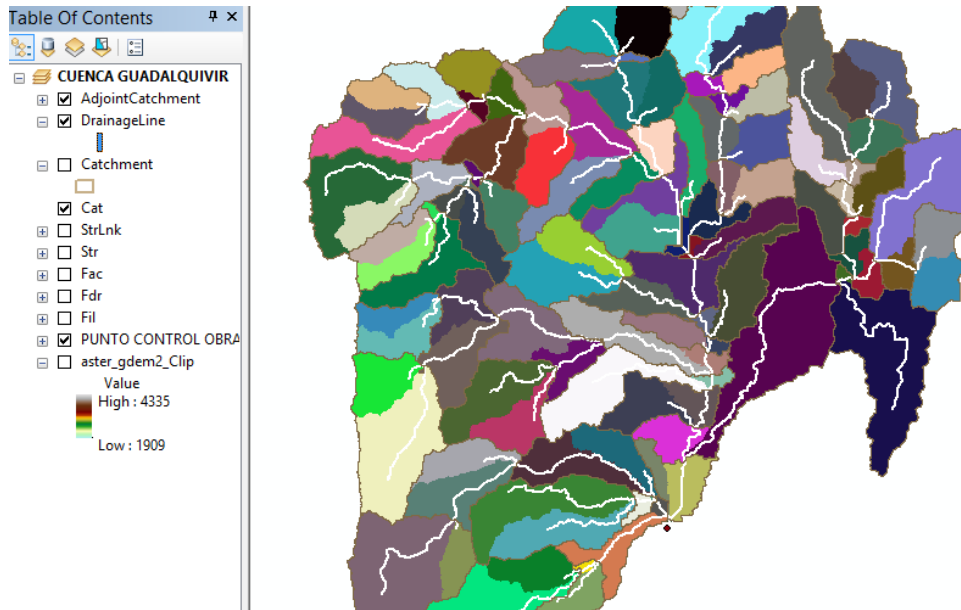 Table Of Contents
CUENCA GUADALQUIVIR
AdjointCatchment
DrainageLine
Catchment
Cat
StrLnk
Str
Fac
Fdr
Fil
PUNTO CONTROL OBRA
aster_gdem2_Clip
Value
High : 4335
Low : 1909